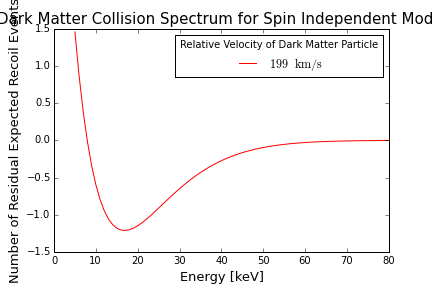 Dark Matter Collision Spectrum for Spin Independent Mod
Number of Residual Expected Recoil Events
1.5
1.0
0.5
0.0
−0.5
−1.0
−1.5
Relative Velocity of Dark Matter Particle
199 km/s
0 10 20 30 40 50 60 70 80
Energy [keV]